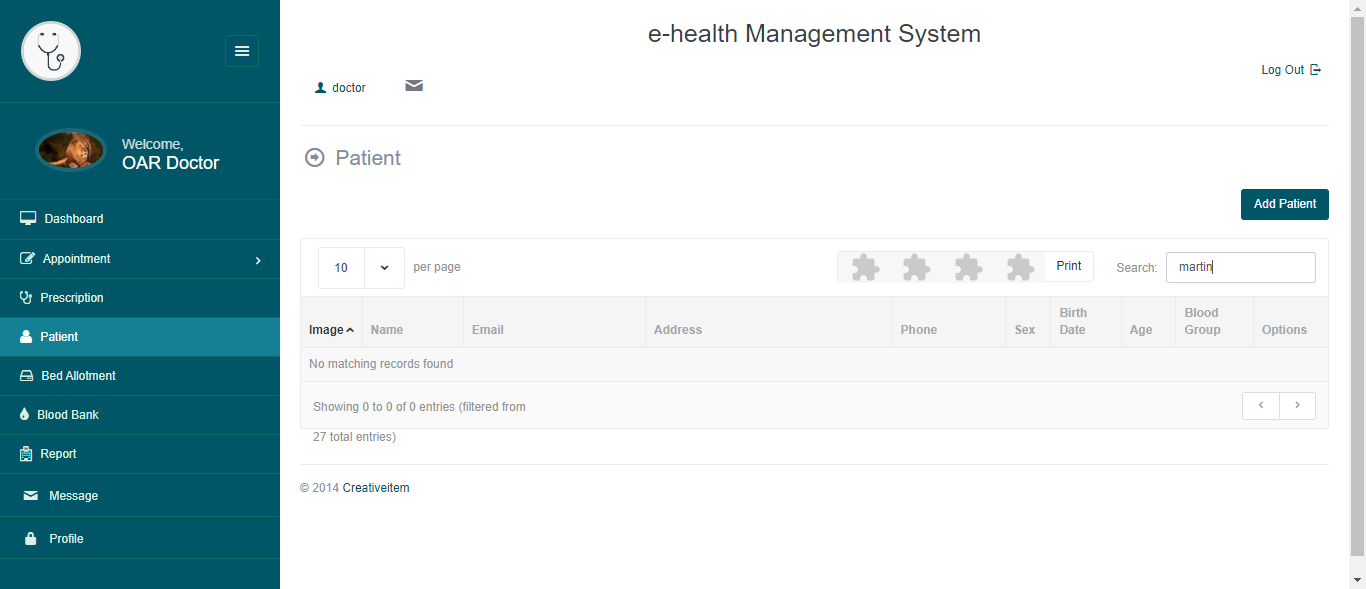 e-health Management System
doctor
Log Out
Welcome,
OAR Doctor
Dashboard
Appointment
Prescription
Patient
Bed Allotment
Blood Bank
Report
Message
Profile
Patient
Add Patient
10 per page
Print Search: martin
Image Name Email Address Phone Sex Birth Date Age Blood Group Options
No matching records found
Showing 0 to 0 of 0 entries (filtered from
27 total entries)
© 2014 Creativeitem